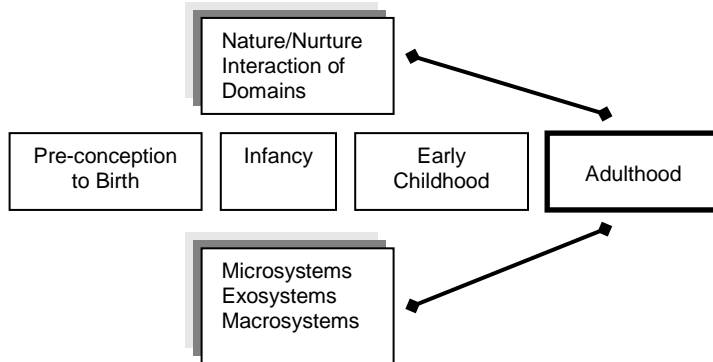 Nature/Nurture
Interaction of
Domains
Pre-conception
to Birth
Infancy
Early
Childhood
Adulthood
Microsystems
Exosystems
Macrosystems